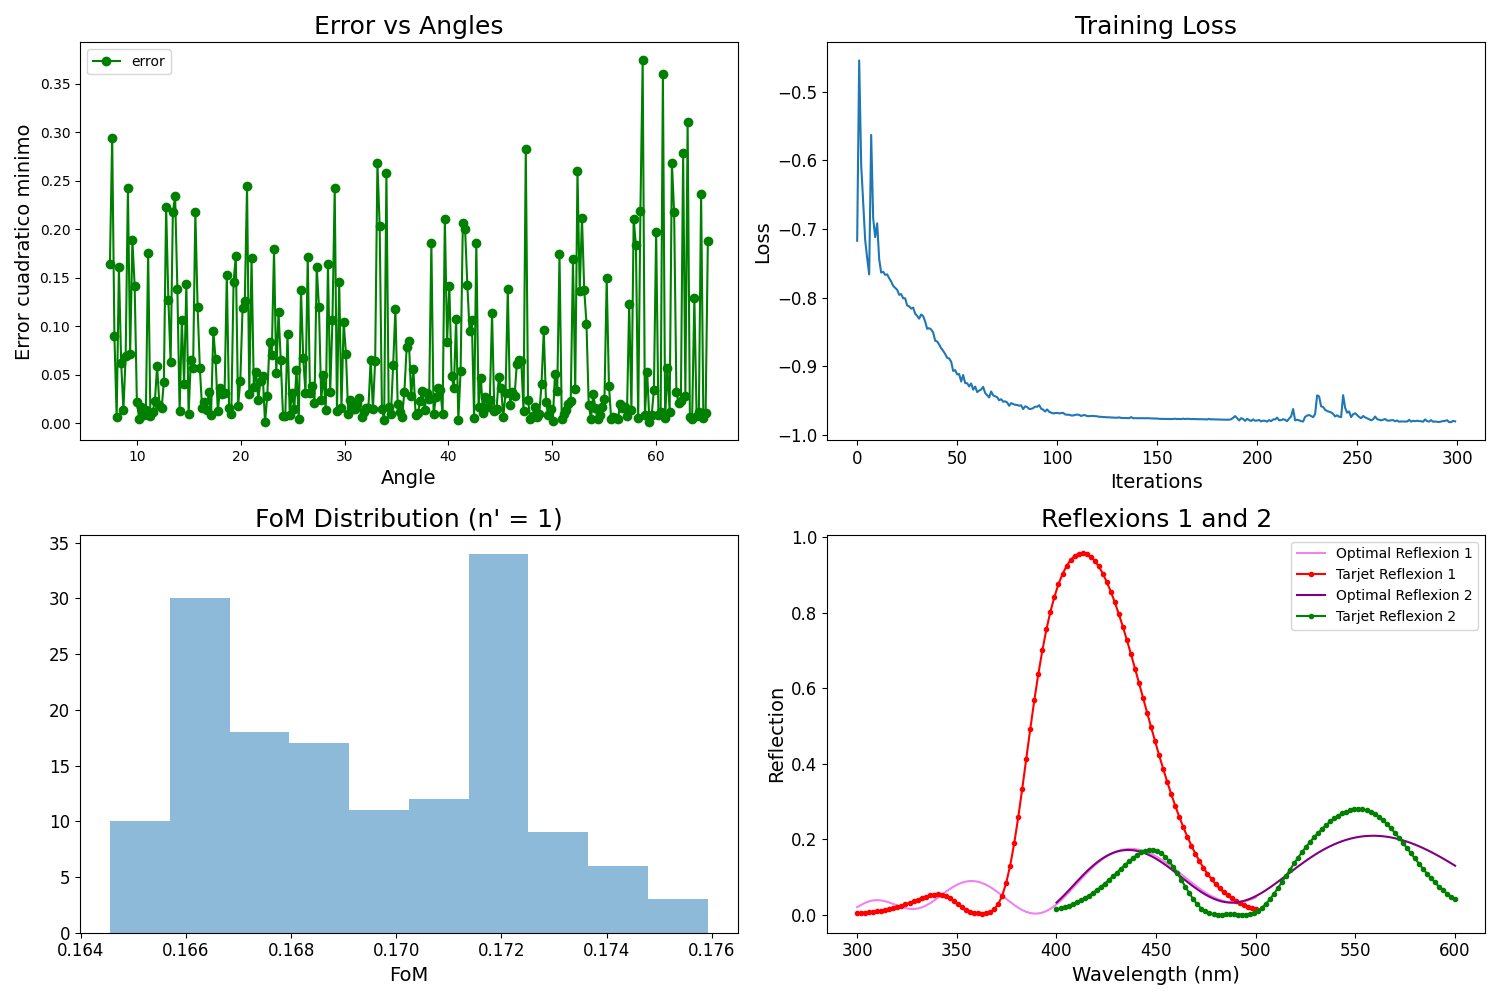 Error vs Angles
error
Error cuadratico minimo
0.35
0.30
0.25
0.20
0.15
0.10
0.05
0.00
10 20 30 40 50 60
Angle
Training Loss
Loss
−0.5
−0.6
−0.7
−0.8
−0.9
−1.0
0 50 100 150 200 250 300
Iterations
FoM Distribution (n' = 1)
35
30
25
20
15
10
5
0
0.164 0.166 0.168 0.170 0.172 0.174 0.176
FoM
Reflexions 1 and 2
Optimal Reflexion 1
Tarjet Reflexion 1
Optimal Reflexion 2
Tarjet Reflexion 2
Reflection
1.0
0.8
0.6
0.4
0.2
0.0
300 350 400 450 500 550 600
Wavelength (nm)